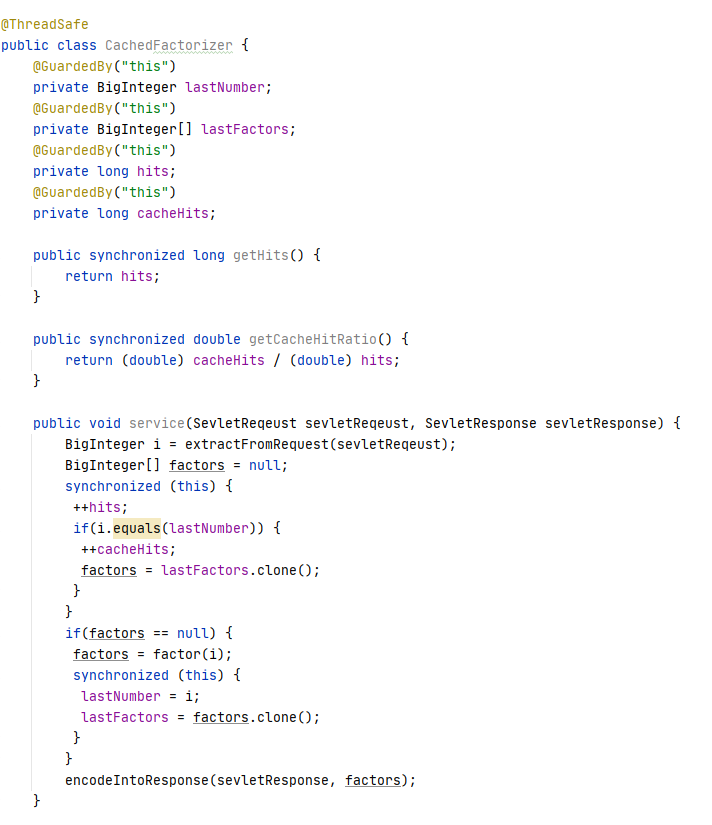 @ThreadSafe
public class CachedFactorizer {
    @GuardedBy("this")
    private BigInteger lastNumber;
    @GuardedBy("this")
    private BigInteger[] lastFactors;
    @GuardedBy("this")
    private long hits;
    @GuardedBy("this")
    private long cacheHits;

    public synchronized long getHits() {
        return hits;
    }

    public synchronized double getCacheHitRatio() {
        return (double) cacheHits / (double) hits;
    }

    public void service(SevletReqeust sevletReqeust, SevletResponse sevletResponse) {
        BigInteger i = extractFromRequest(sevletReqeust);
        BigInteger[] factors = null;
        synchronized (this) {
         ++hits;
         if(i.equals(lastNumber)) {
          ++cacheHits;
          factors = lastFactors.clone();
         }
        }
        if(factors == null) {
         factors = factor(i);
         synchronized (this) {
          lastNumber = i;
          lastFactors = factors.clone();
         }
        }
        encodeIntoResponse(sevletResponse, factors);
    }